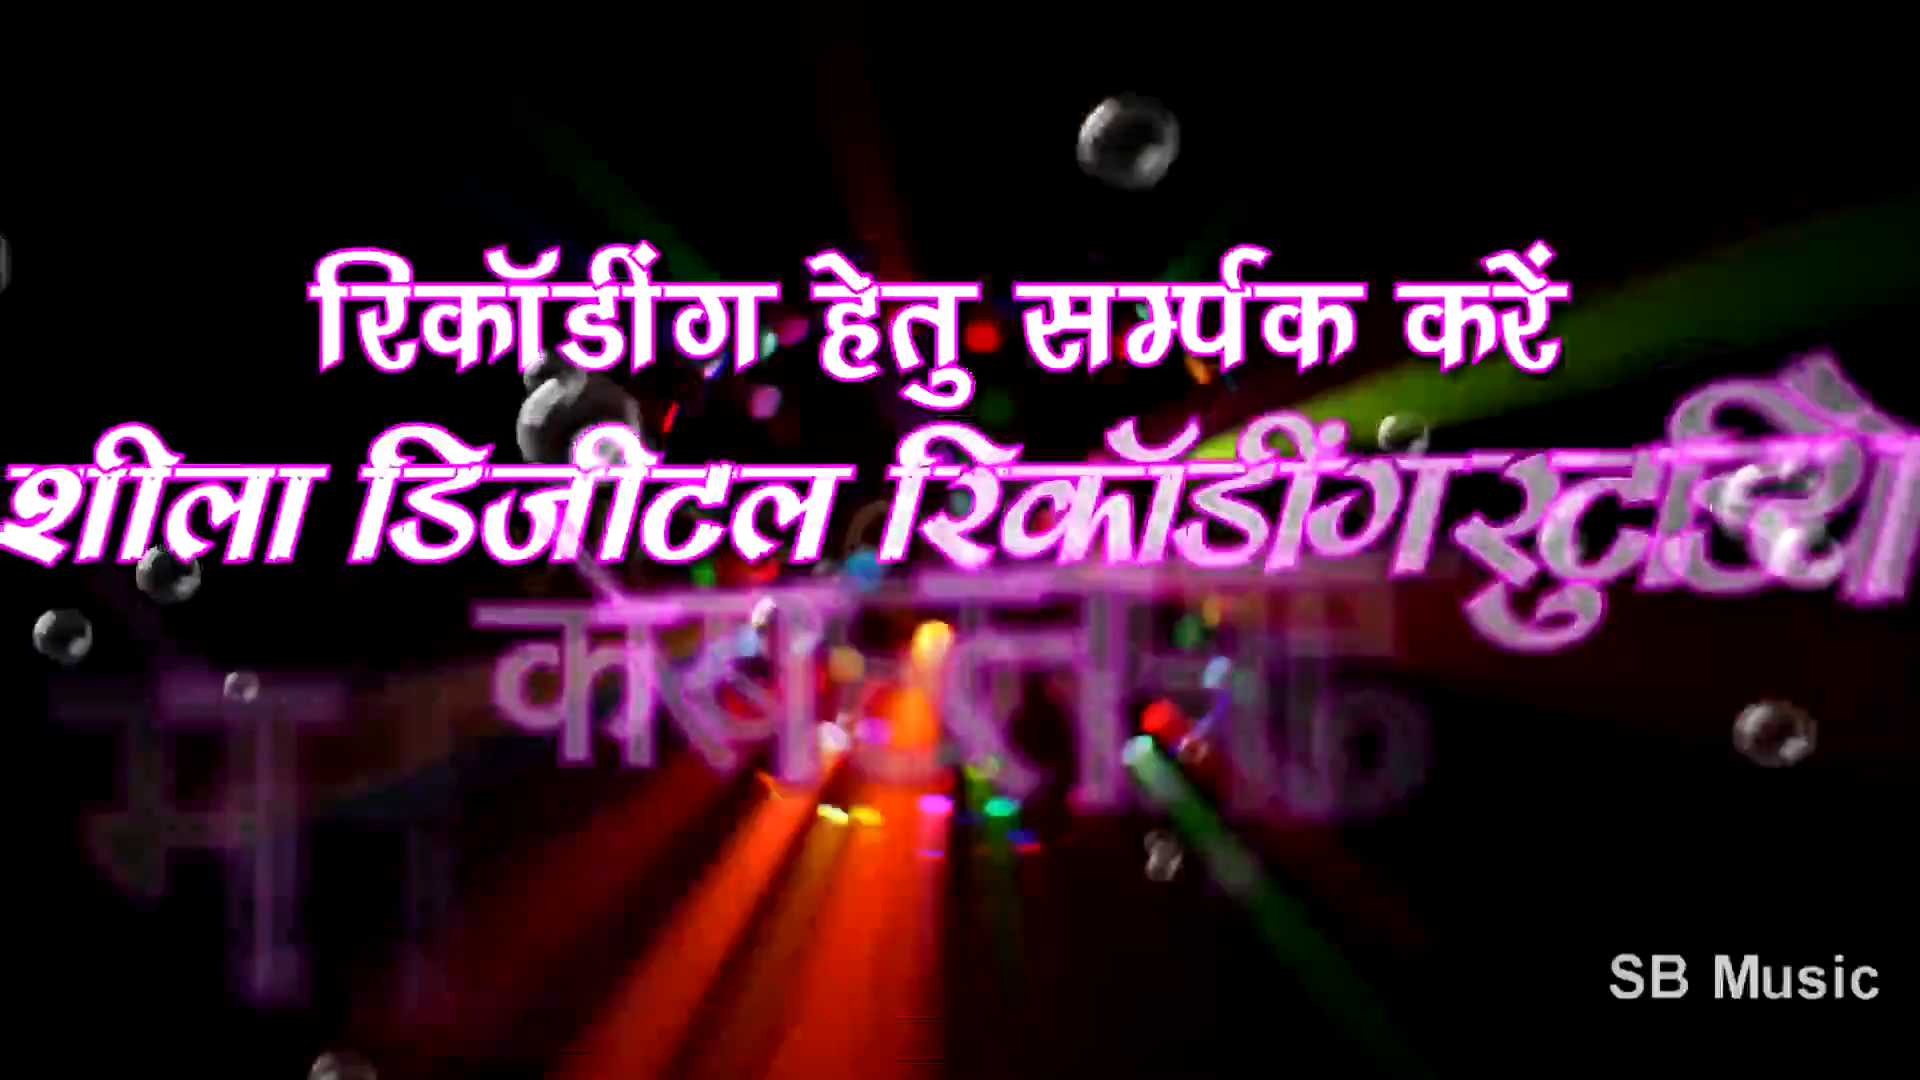 रिकॉडींग हेतु सर्म्पक करें
शीला डिजीटल रिकॉडींग स्टुडियो
SB Music